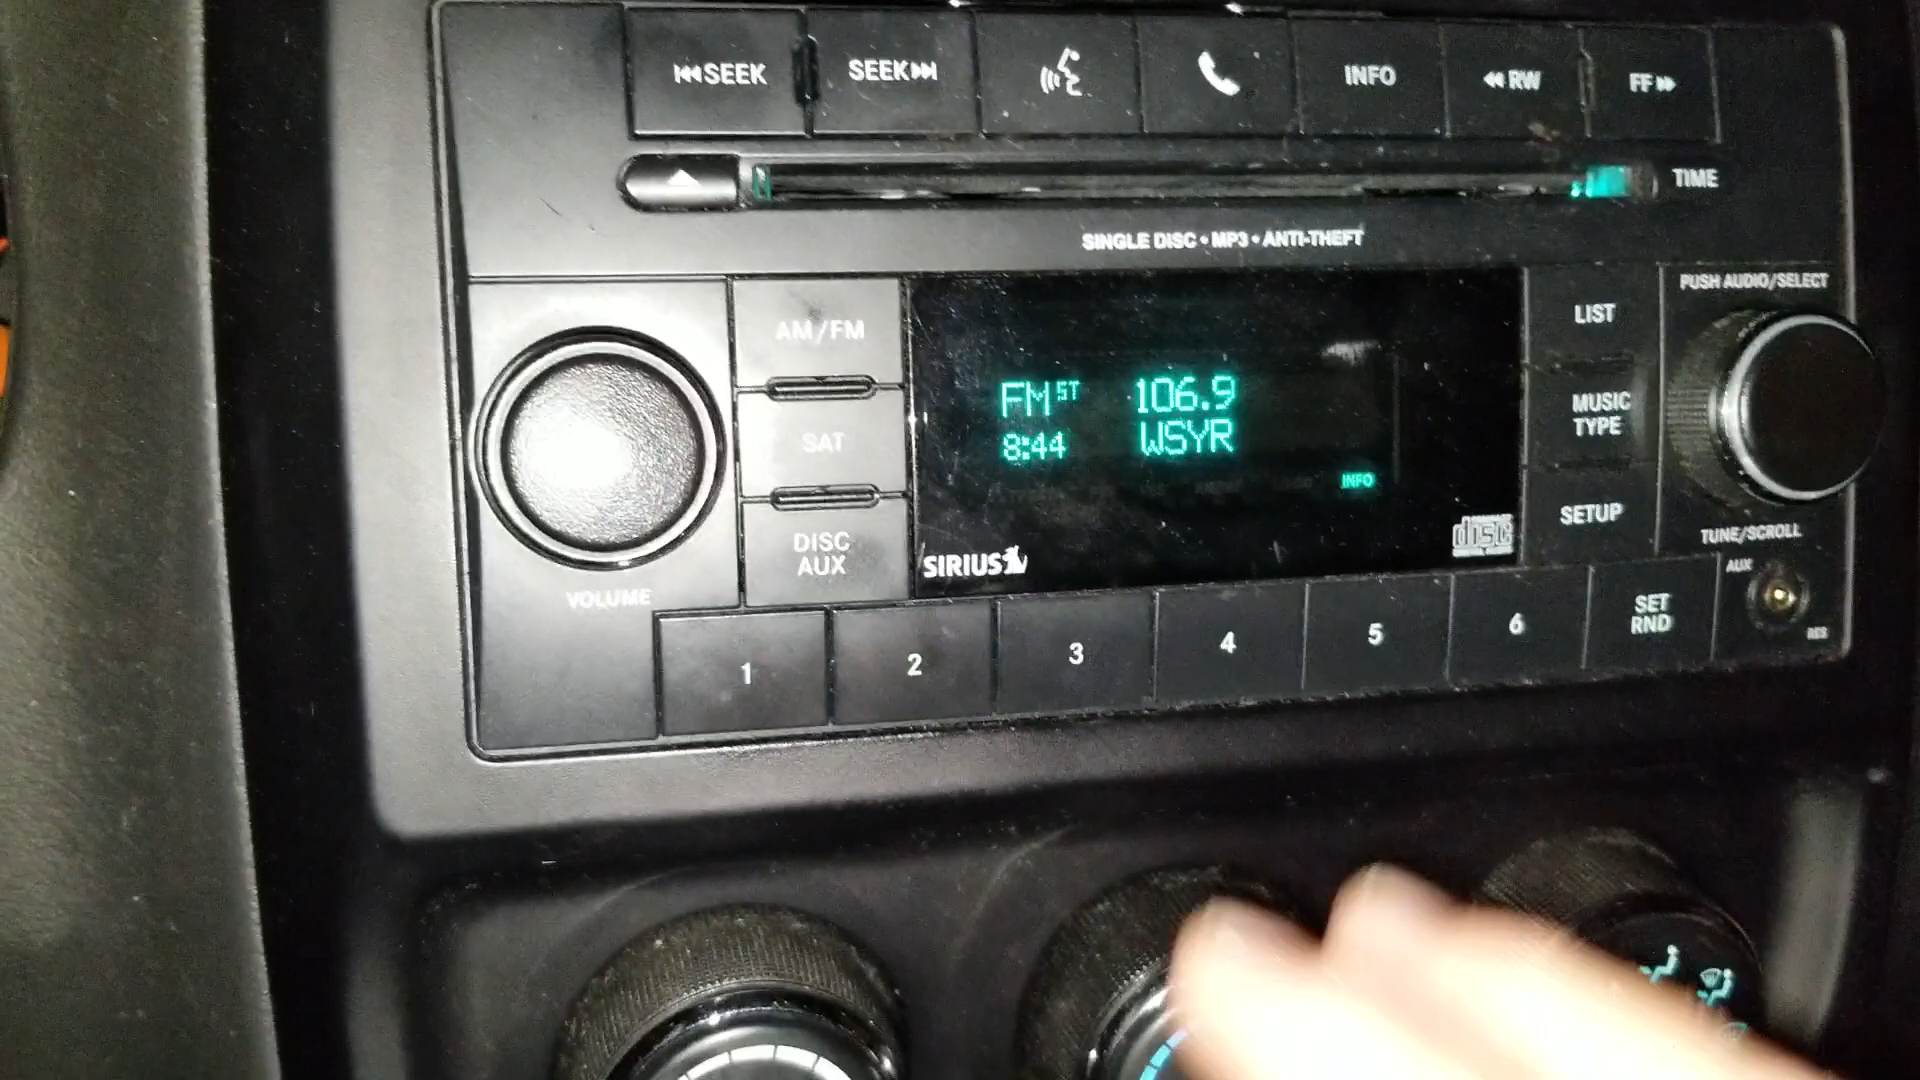 SEEK
SEEK
INFO
RW
FF
TIME
SINGLE DISC • MP3 • ANTI-THEFT
PUSH AUDIO/SELECT
AM/FM
LIST
FM ST 106.9
8:44 WSYR
MUSIC
TYPE
SAT
INFO
SETUP
DISC
AUX
SIRIUS
disc
TUNE/SCROLL
AUX
VOLUME
1
2
3
4
5
6
SET
RND
RES